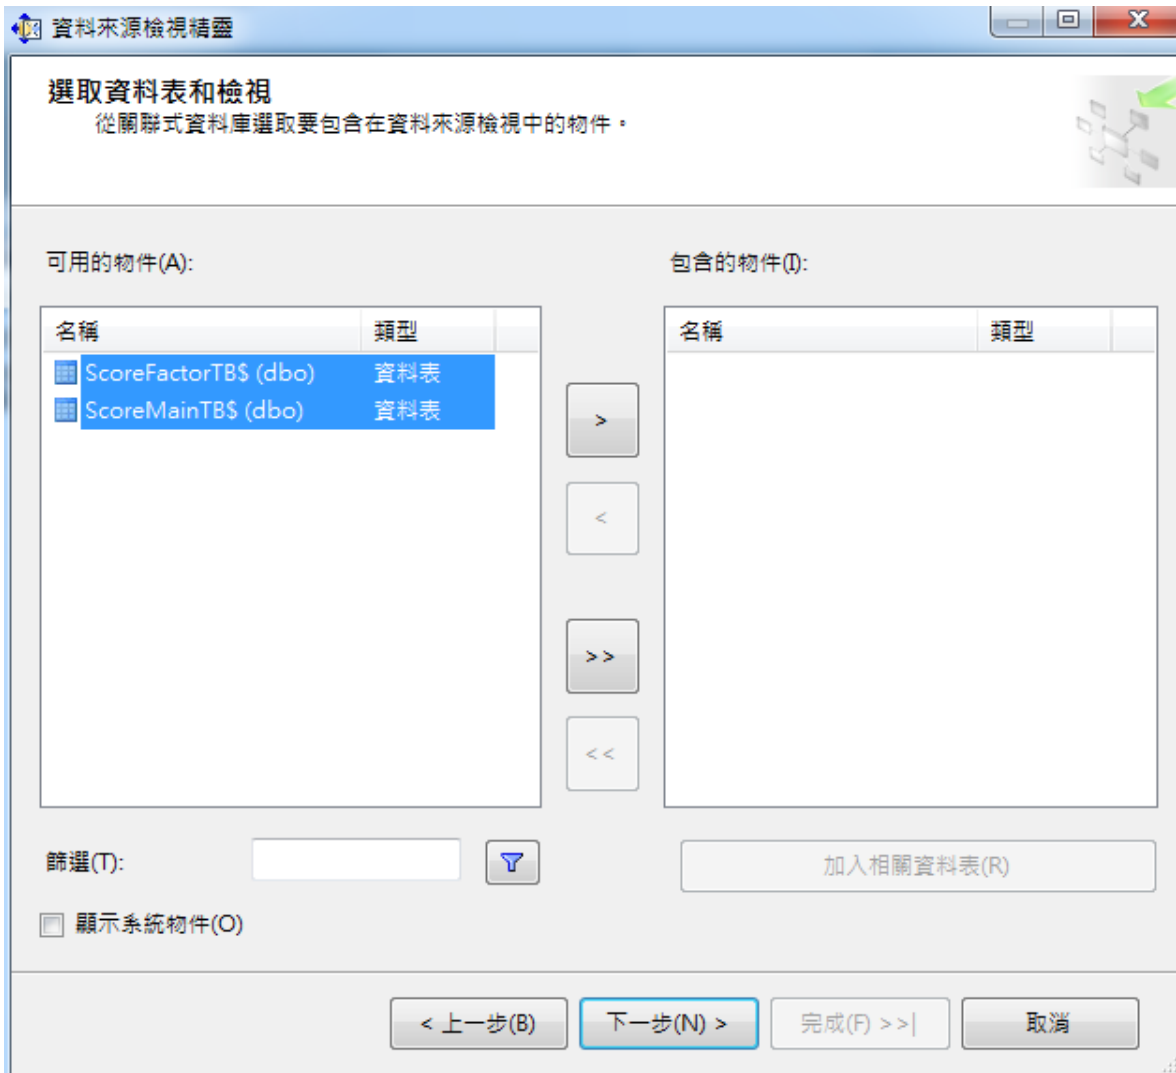 資料來源檢視精靈
選取資料表和檢視
從關聯式資料庫選取要包含在資料來源檢視中的物件。
可用的物件(A):
名稱 類型
ScoreFactorTB$ (dbo) 資料表
ScoreMainTB$ (dbo) 資料表
>
<
>>
<<
包含的物件(I):
名稱 類型
篩選(T):
加入相關資料表(R)
顯示系統物件(O)
< 上一步(B) 下一步(N) > 完成(F) >>| 取消